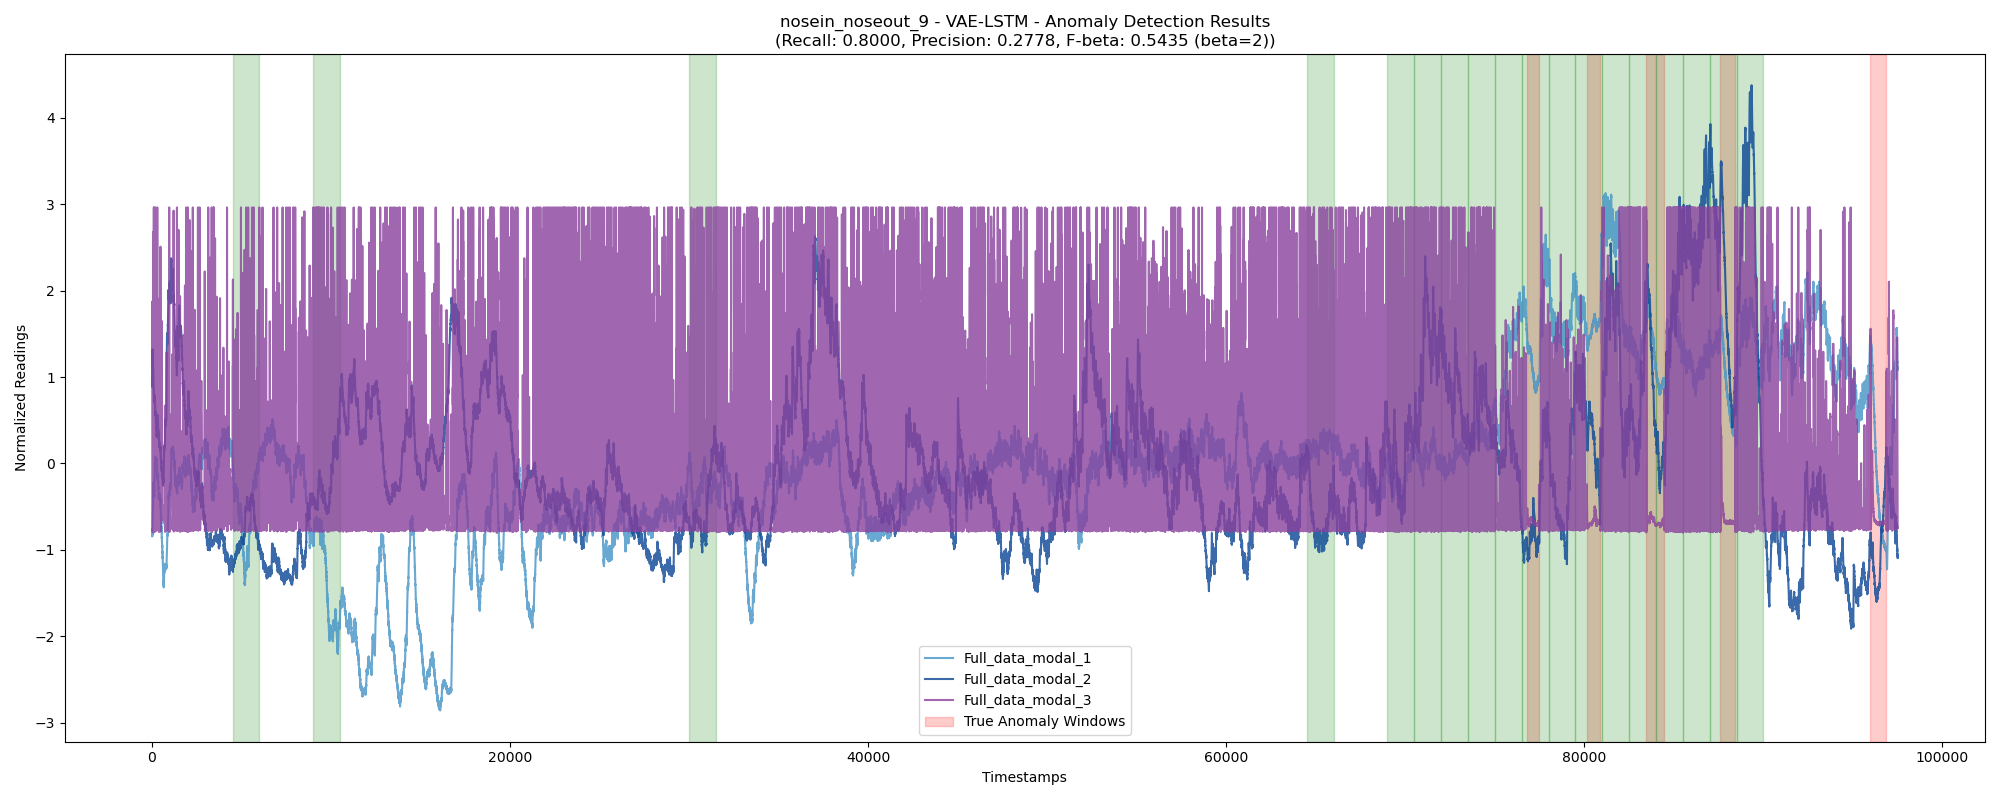 nosein_noseout_9 - VAE-LSTM - Anomaly Detection Results
(Recall: 0.8000, Precision: 0.2778, F-beta: 0.5435 (beta=2))
Normalized Readings
4
3
2
1
0
−1
−2
−3
Full_data_modal_1
Full_data_modal_2
Full_data_modal_3
True Anomaly Windows
0
20000
40000
60000
80000
100000
Timestamps